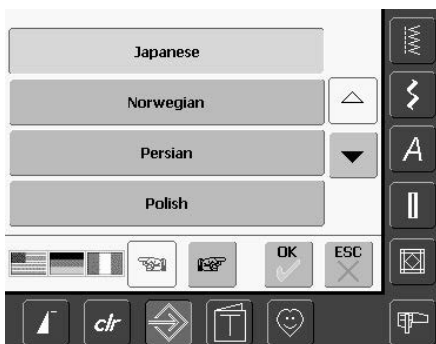 Japanese
Norwegian
Persian
Polish
OK
ESC
A
clr
T